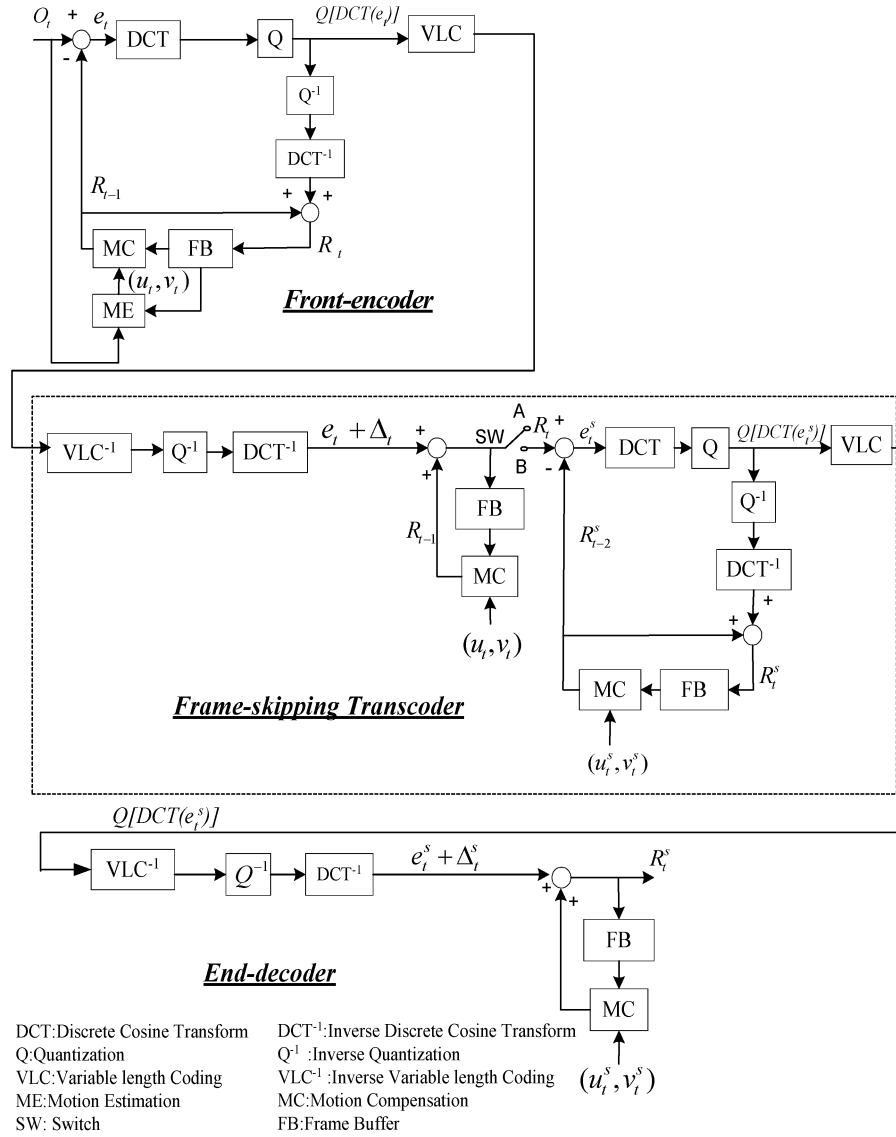 O_t + e_t DCT Q Q[DCT(e_t)] VLC
-
Q⁻¹
DCT⁻¹
R_{t-1} + +
MC FB R_t
(u_t, v_t)
ME
Front-encoder
VLC⁻¹ Q⁻¹ DCT⁻¹ e_t + Δ_t + SW A R_t + e_t^s DCT Q Q[DCT(e_t^s)] VLC
+ B -
FB Q⁻¹
R_{t-1} R_{t-2}^s
MC DCT⁻¹
(u_t, v_t) + +
MC FB R_t^s
Frame-skipping Transcoder
(u_t^s, v_t^s)
Q[DCT(e_t^s)]
VLC⁻¹ Q⁻¹ DCT⁻¹ e_t^s + Δ_t^s + R_t^s
+
FB
End-decoder
MC
(u_t^s, v_t^s)
DCT:Discrete Cosine Transform DCT⁻¹:Inverse Discrete Cosine Transform
Q:Quantization Q⁻¹ :Inverse Quantization
VLC:Variable length Coding VLC⁻¹ :Inverse Variable length Coding
ME:Motion Estimation MC:Motion Compensation
SW: Switch FB:Frame Buffer